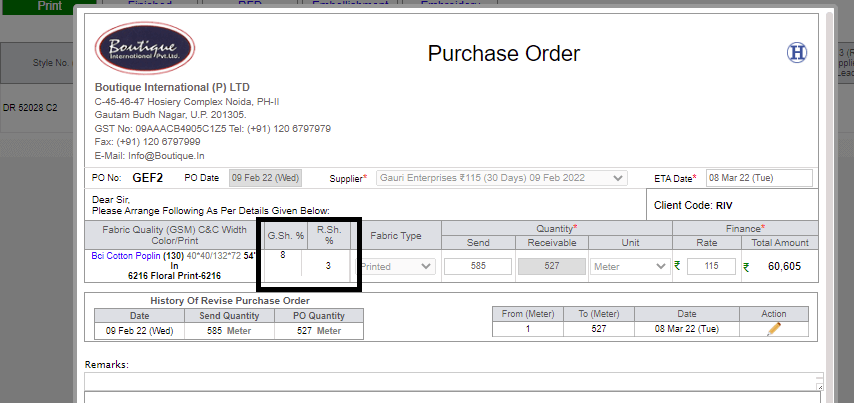 Print
Finished
Embellishment
Embroidery
Style No.
DR 52028 C2
Boutique
International (Pvt.) Ltd.
Purchase Order
H
Boutique International (P) LTD
C-45-46-47 Hosiery Complex Noida, PH-II
Gautam Budh Nagar, U.P. 201305.
GST No: 09AAACB4905C1Z5 Tel: (+91) 120 6797979
Fax: (+91) 120 6797999
E-Mail: Info@Boutique.In
PO No: GEF2 PO Date 09 Feb 22 (Wed) Supplier* Gauri Enterprises ₹115 (30 Days) 09 Feb 2022 ETA Date* 08 Mar 22 (Tue)
Dear Sir,
Please Arrange Following As Per Details Given Below:
Client Code: RIV
Fabric Quality (GSM) C&C Width Color/Print G.Sh. % R.Sh. % Fabric Type Quantity* Finance*
Send Receivable Unit Rate Total Amount
Bci Cotton Poplin (130) 40*40/132*72 54" In
6216 Floral Print-6216
8 3 Printed 585 527 Meter ₹ 115 ₹ 60,605
History Of Revise Purchase Order
Date Send Quantity PO Quantity
09 Feb 22 (Wed) 585 Meter 527 Meter
From (Meter) To (Meter) Date Action
1 527 08 Mar 22 (Tue)
Remarks: